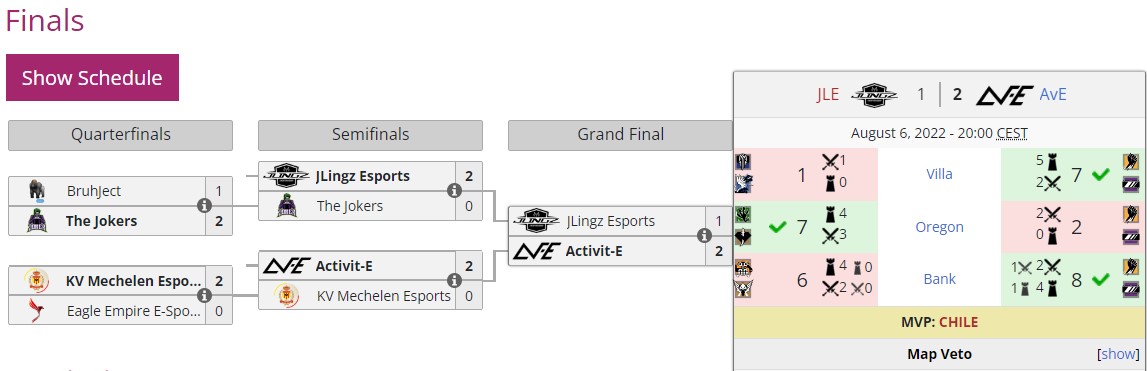 Finals
Show Schedule
Quarterfinals
Semifinals
Grand Final
BruhJect 1
The Jokers 2
KV Mechelen Espo... 2
Eagle Empire E-Spo... 0
JLingz Esports 2
The Jokers 0
Activit-E 2
KV Mechelen Esports 0
JLingz Esports 1
Activit-E 2
JLE 1 2 AvE
August 6, 2022 - 20:00 CEST
1 1 0 Villa 5 2 7
7 4 3 Oregon 2 0 2
6 4 0 2 0 Bank 1 2 1 4 8
MVP: CHILE
Map Veto [show]